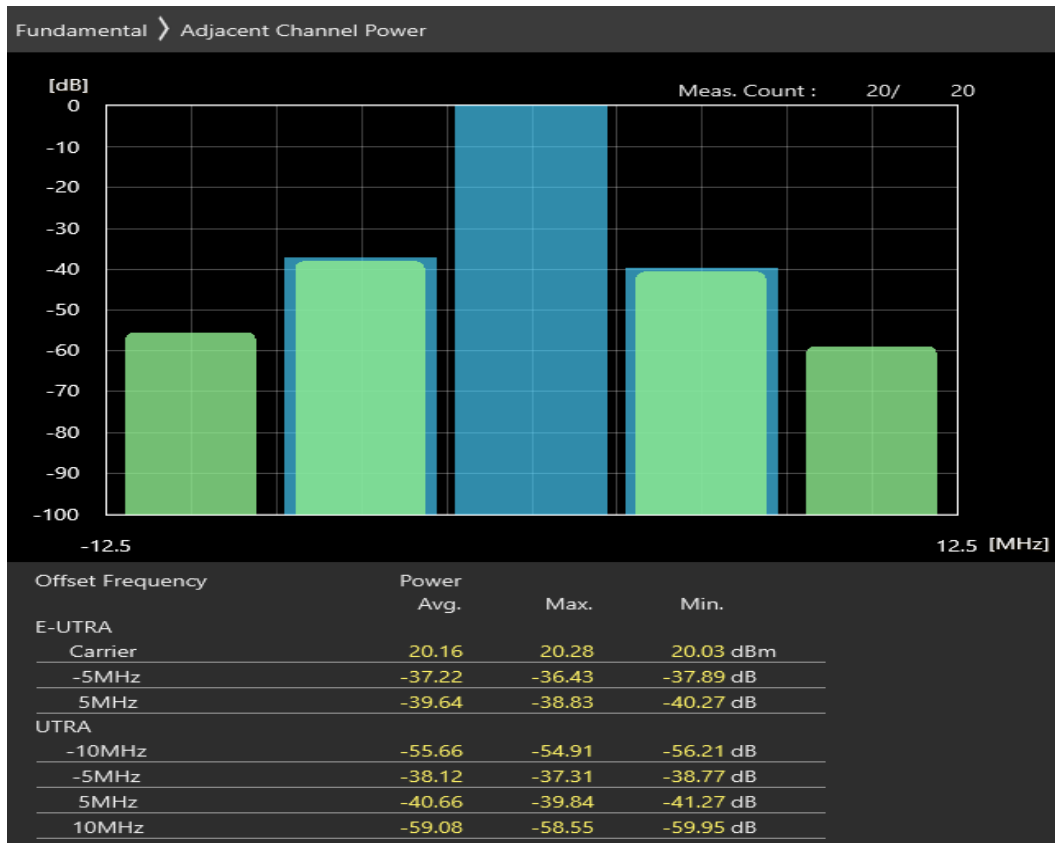 Fundamental 〉 Adjacent Channel Power
[dB]
Meas. Count : 20/ 20
0
-10
-20
-30
-40
-50
-60
-70
-80
-90
-100
-12.5 12.5 [MHz]
Offset Frequency Power
Avg. Max. Min.
E-UTRA
Carrier 20.16 20.28 20.03 dBm
-5MHz -37.22 -36.43 -37.89 dB
5MHz -39.64 -38.83 -40.27 dB
UTRA
-10MHz -55.66 -54.91 -56.21 dB
-5MHz -38.12 -37.31 -38.77 dB
5MHz -40.66 -39.84 -41.27 dB
10MHz -59.08 -58.55 -59.95 dB